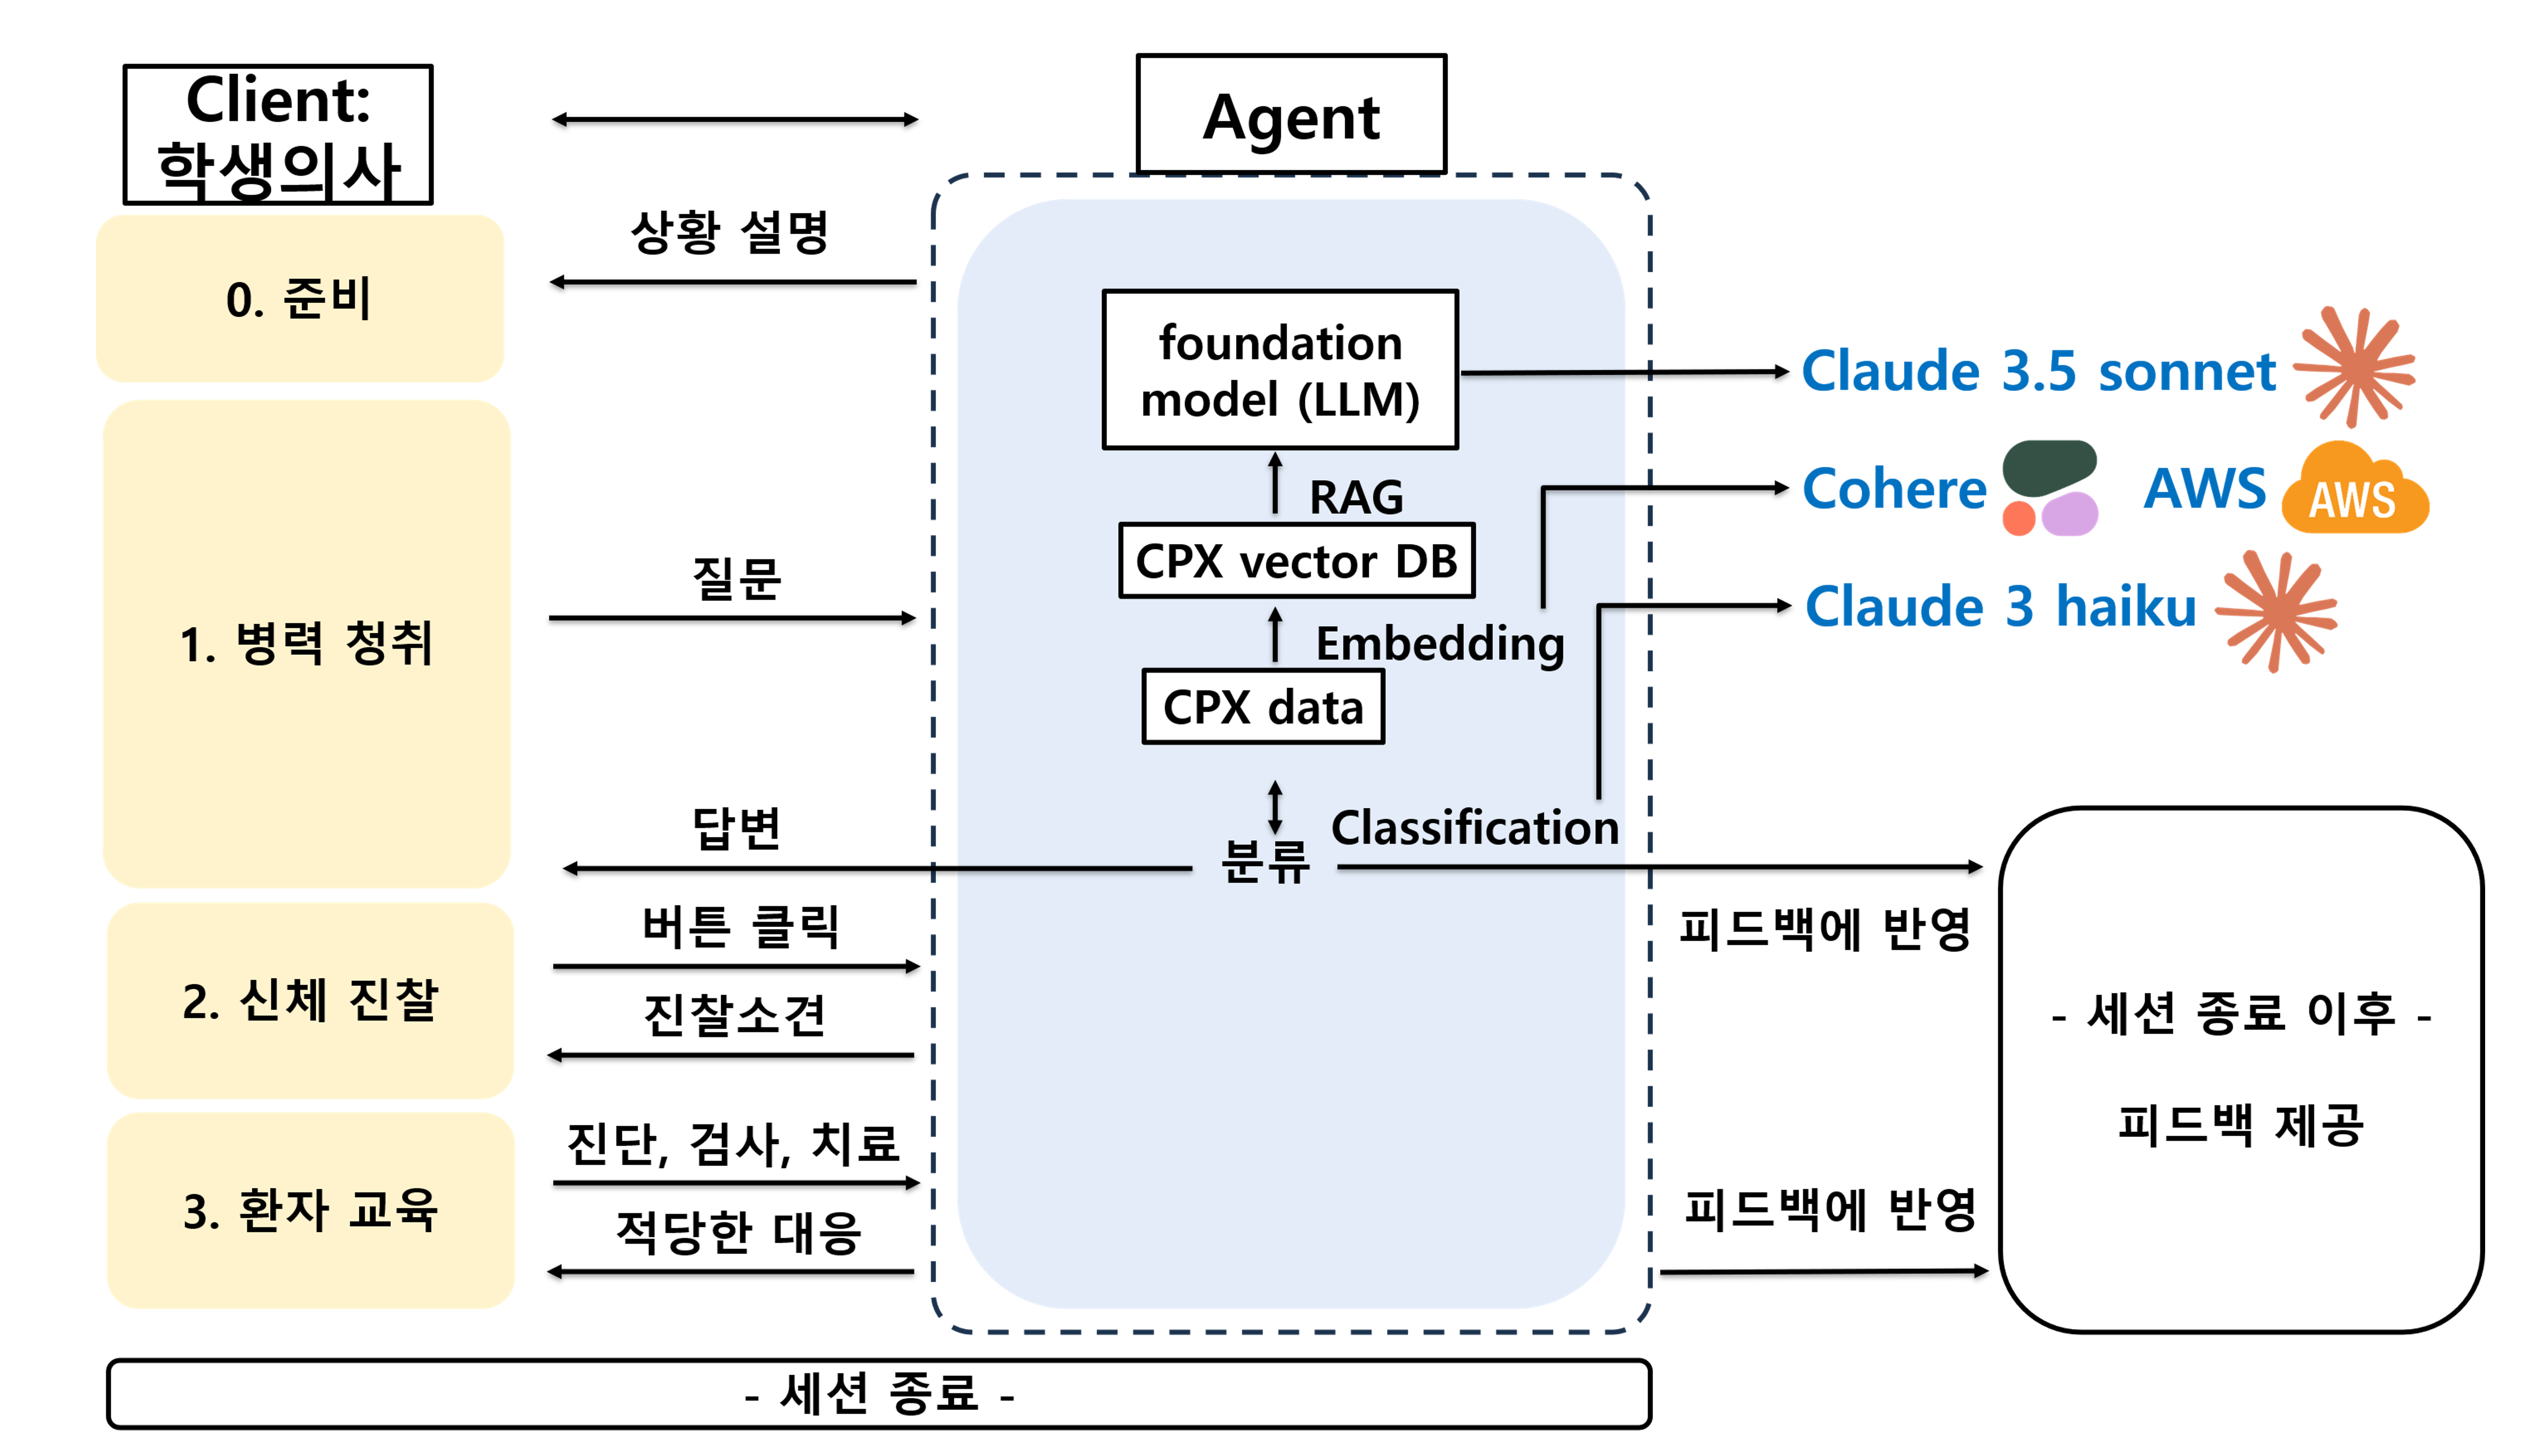 Client:
학생의사
Agent
상황 설명
0. 준비
foundation
model (LLM)
Claude 3.5 sonnet
RAG
Cohere
AWS
AWS
CPX vector DB
질문
1. 병력 청취
Embedding
Claude 3 haiku
CPX data
답변
Classification
분류
버튼 클릭
피드백에 반영
2. 신체 진찰
진찰소견
- 세션 종료 이후 -
피드백 제공
진단, 검사, 치료
3. 환자 교육
적당한 대응
피드백에 반영
- 세션 종료 -